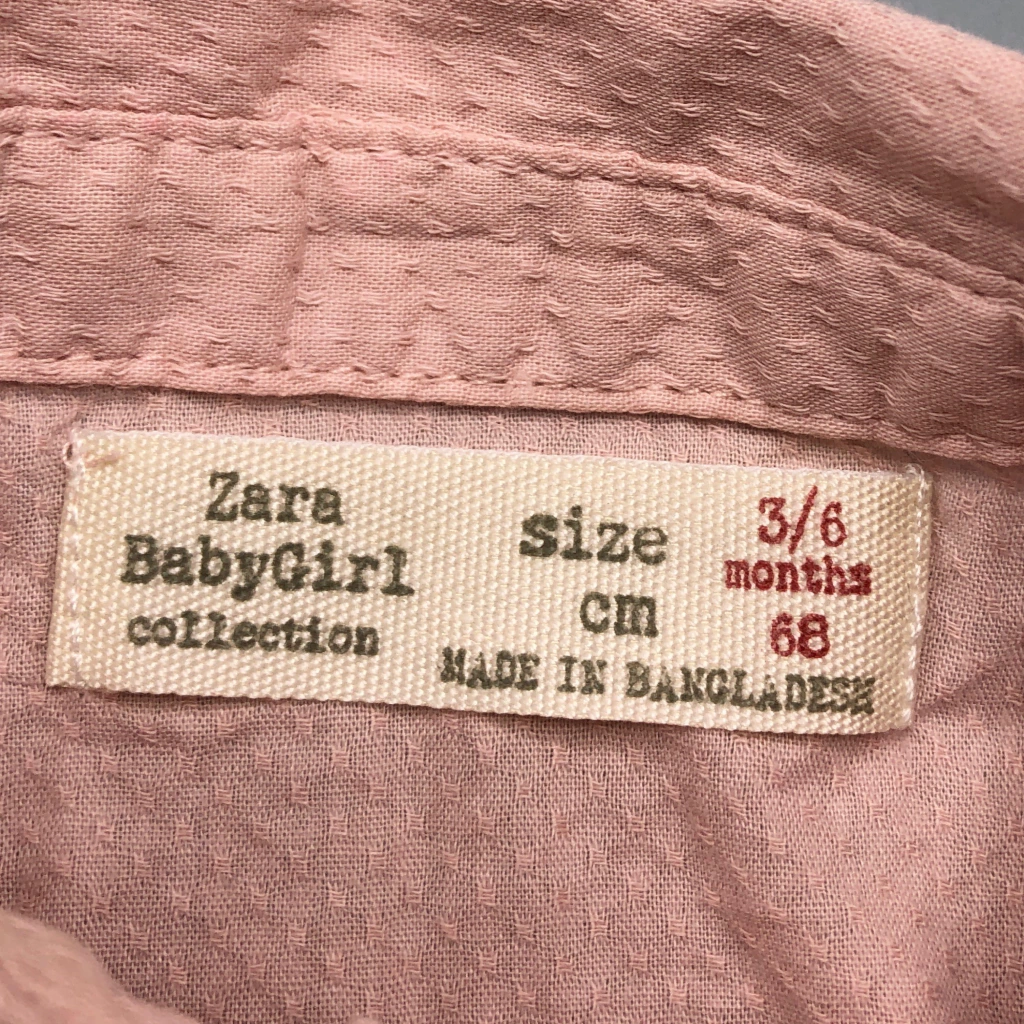 Zara
BabyGirl
collection
size 3/6
months
cm 68
MADE IN BANGLADESH